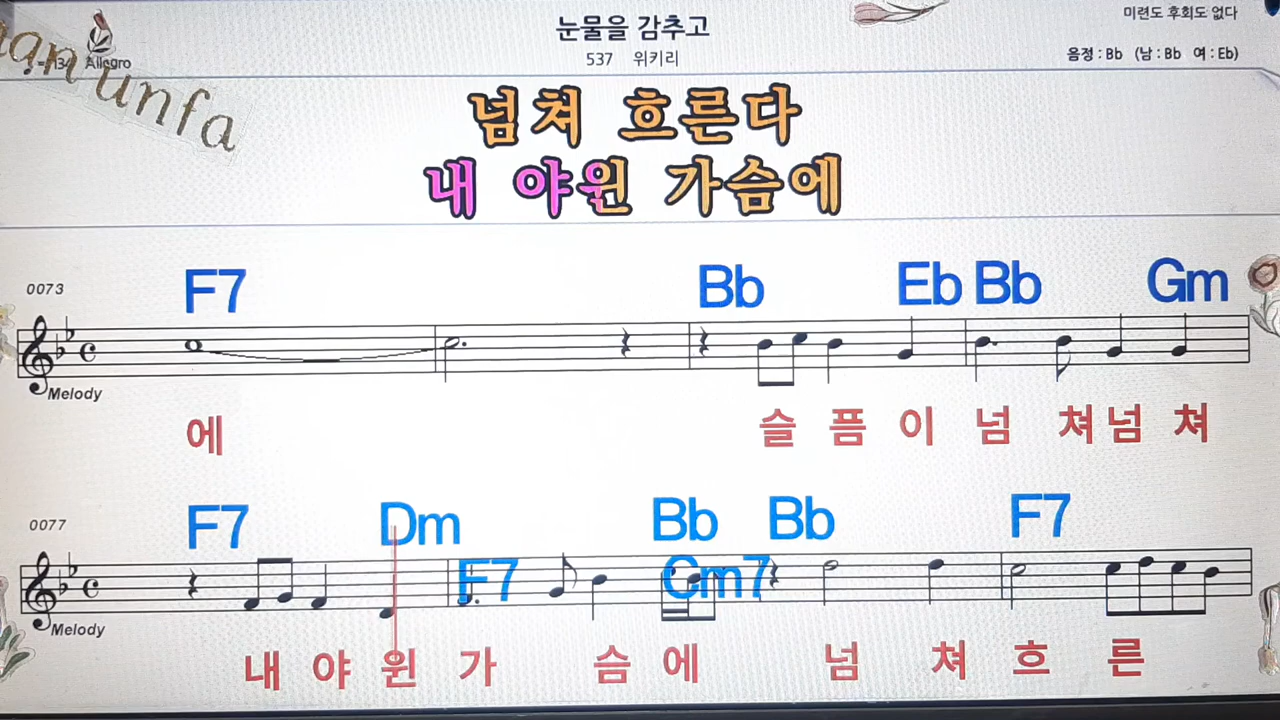 눈물을 감추고
537 위키리
미련도 후회도 없다
음정 : Bb (남 : Bb 여 : Eb)
Allegro
unfa
넘쳐 흐른다
내 야윈 가슴에
0073
F7 Bb Eb Bb Gm
Melody
에 슬 픔 이 넘 쳐 넘 쳐
0077
F7 Dm F7 Bb Cm7 Bb F7
Melody
내 야 윈 가 슴 에 넘 쳐 흐 른